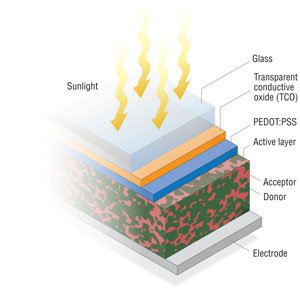 Glass
Sunlight
Transparent
conductive
oxide (TCO)
PEDOT:PSS
Active layer
Acceptor
Donor
Electrode